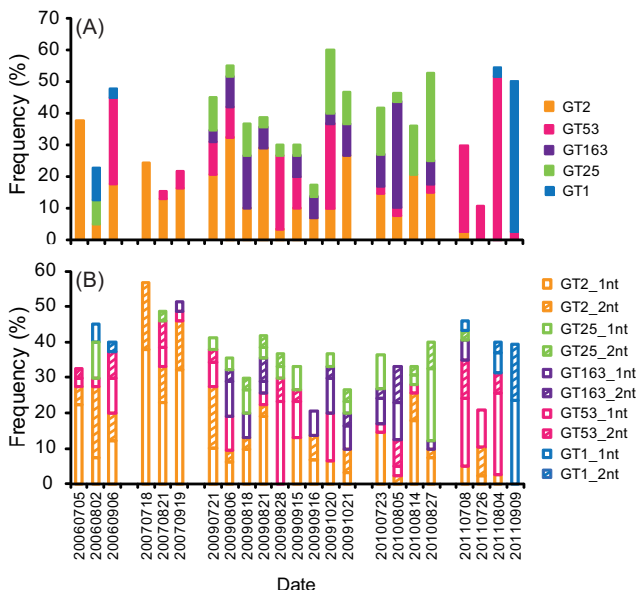 (A)
Frequency (%)
70
60
50
40
30
20
10
0
GT2
GT53
GT163
GT25
GT1
(B)
Frequency (%)
60
50
40
30
20
10
0
GT2_1nt
GT2_2nt
GT25_1nt
GT25_2nt
GT163_1nt
GT163_2nt
GT53_1nt
GT53_2nt
GT1_1nt
GT1_2nt
20060705
20060802
20060906
20070718
20070821
20070919
20090721
20090806
20090818
20090821
20090828
20090915
20090916
20091020
20091021
20100723
20100805
20100814
20100827
20110708
20110726
20110804
20110909
Date